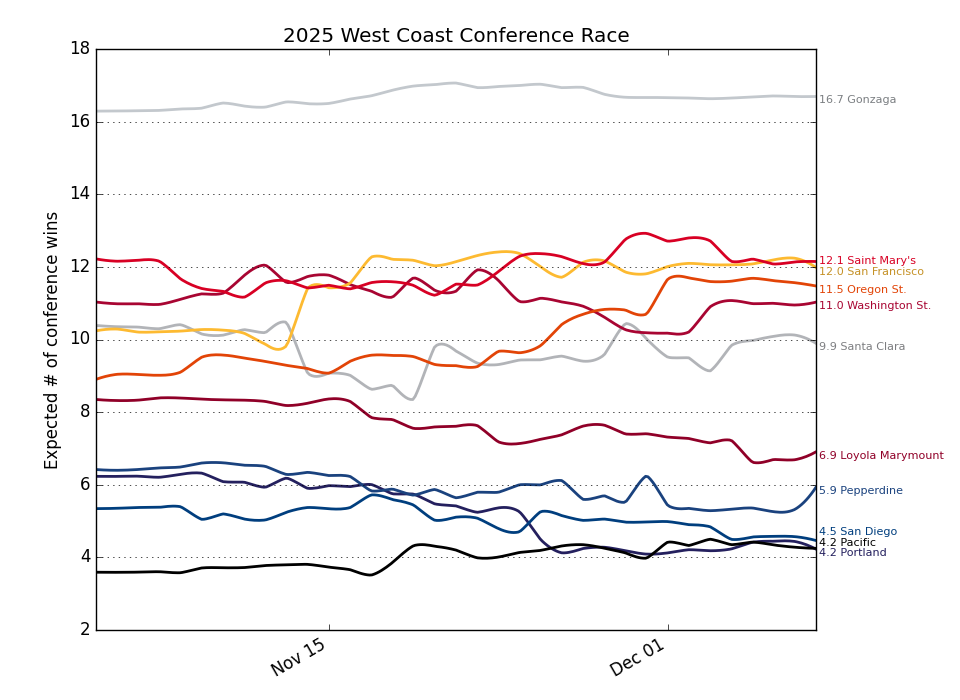 2025 West Coast Conference Race
Expected # of conference wins
18
16
14
12
10
8
6
4
2
Nov 15
Dec 01
16.7 Gonzaga
12.1 Saint Mary's
12.0 San Francisco
11.5 Oregon St.
11.0 Washington St.
9.9 Santa Clara
6.9 Loyola Marymount
5.9 Pepperdine
4.5 San Diego
4.2 Pacific
4.2 Portland